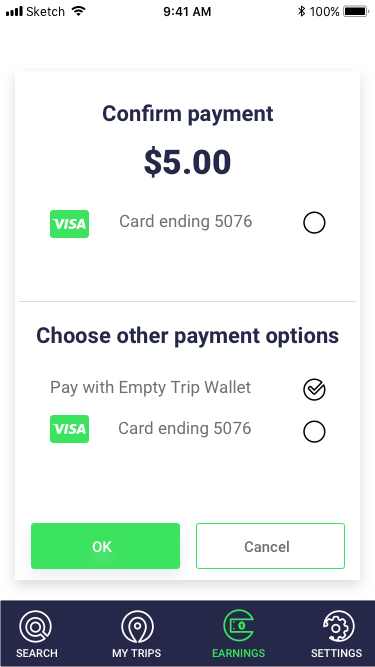 Sketch 9:41 AM 100%
Confirm payment
$5.00
VISA Card ending 5076
Choose other payment options
Pay with Empty Trip Wallet
VISA Card ending 5076
OK Cancel
SEARCH MY TRIPS EARNINGS SETTINGS